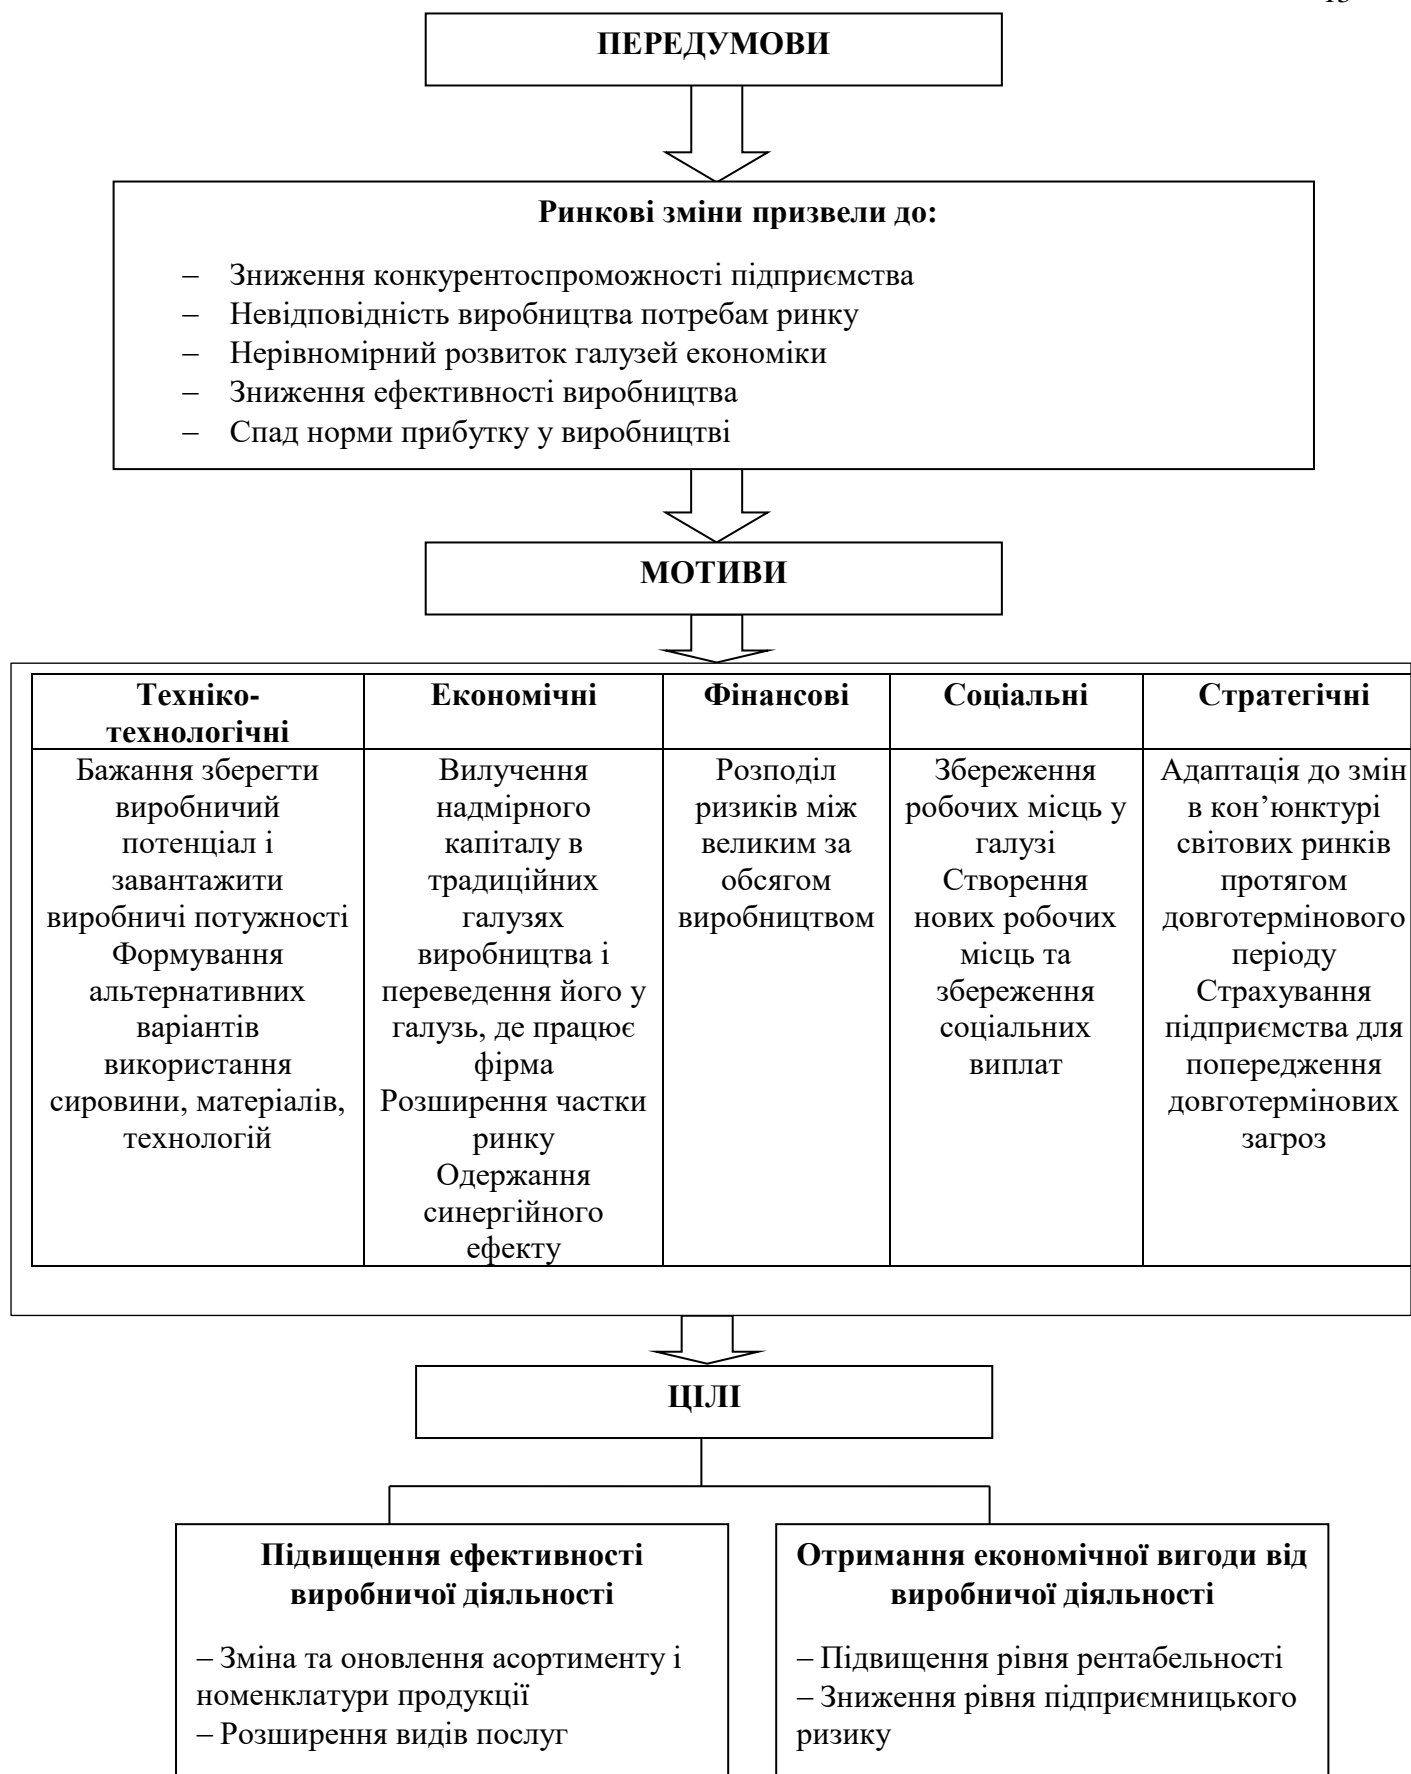 ПЕРЕДУМОВИ
Ринкові зміни призвели до:
– Зниження конкурентоспроможності підприємства
– Невідповідність виробництва потребам ринку
– Нерівномірний розвиток галузей економіки
– Зниження ефективності виробництва
– Спад норми прибутку у виробництві
МОТИВИ
Техніко-
технологічні
Економічні
Фінансові
Соціальні
Стратегічні
Бажання зберегти
виробничий
потенціал і
завантажити
виробничі потужності
Формування
альтернативних
варіантів
використання
сировини, матеріалів,
технологій
Вилучення
надмірного
капіталу в
традиційних
галузях
виробництва і
переведення його у
галузь, де працює
фірма
Розширення частки
ринку
Одержання
синергійного
ефекту
Розподіл
ризиків між
великим за
обсягом
виробництвом
Збереження
робочих місць у
галузі
Створення
нових робочих
місць та
збереження
соціальних
виплат
Адаптація до змін
в кон’юнктурі
світових ринків
протягом
довготермінового
періоду
Страхування
підприємства для
попередження
довготермінових
загроз
ЦІЛІ
Підвищення ефективності
виробничої діяльності
– Зміна та оновлення асортименту і
номенклатури продукції
– Розширення видів послуг
Отримання економічної вигоди від
виробничої діяльності
– Підвищення рівня рентабельності
– Зниження рівня підприємницького
ризику